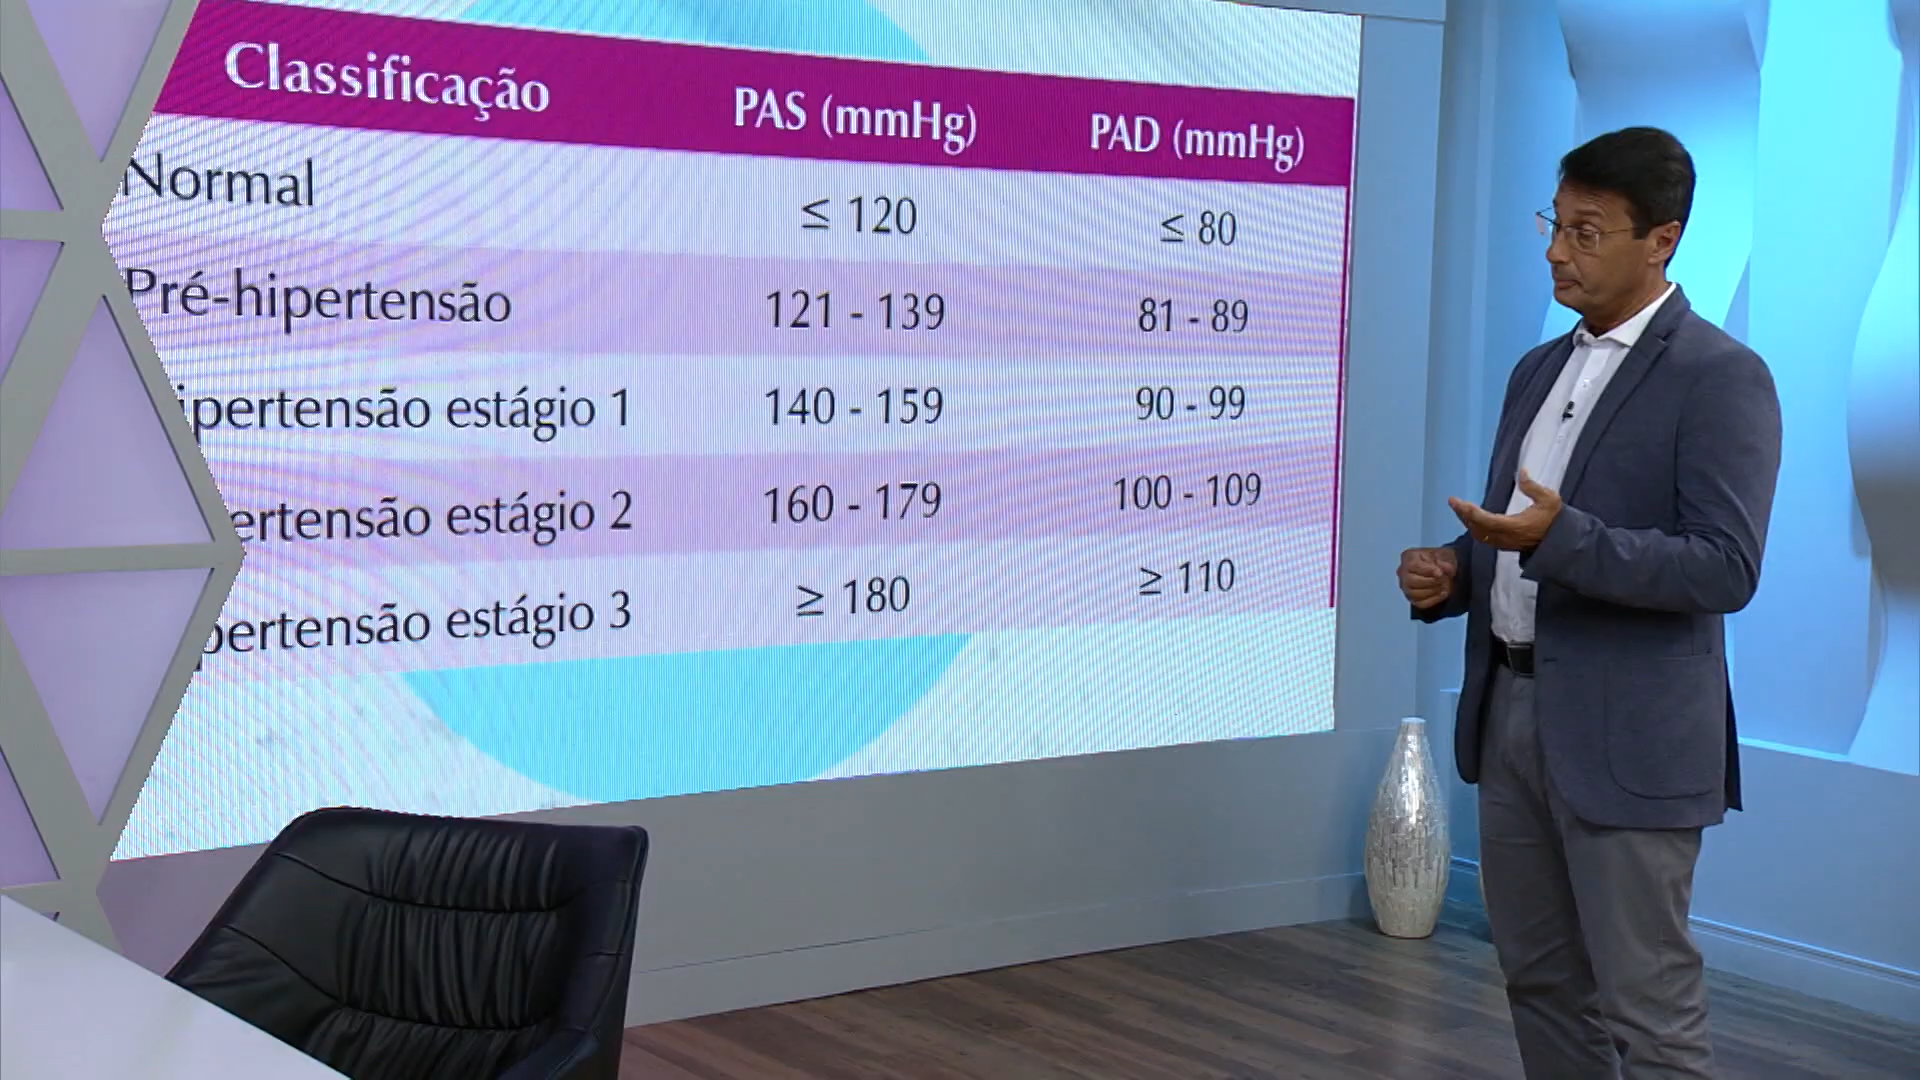 Classificação PAS (mmHg) PAD (mmHg)
Normal ≤ 120 ≤ 80
Pré-hipertensão 121 - 139 81 - 89
ipertensão estágio 1 140 - 159 90 - 99
ertensão estágio 2 160 - 179 100 - 109
pertensão estágio 3 ≥ 180 ≥ 110